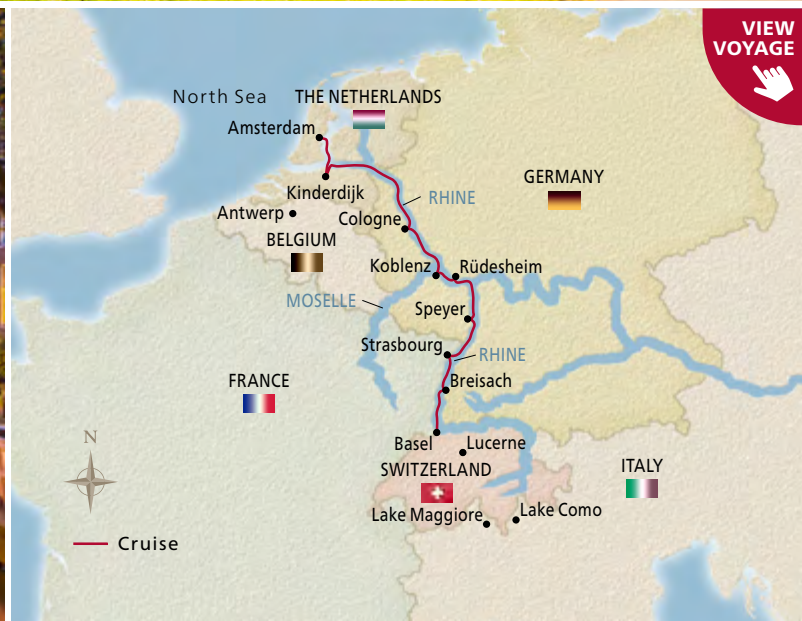 VIEW
VOYAGE
North Sea
THE NETHERLANDS
Amsterdam
Kinderdijk
GERMANY
RHINE
Antwerp
Cologne
BELGIUM
Koblenz
Rüdesheim
MOSELLE
Speyer
Strasbourg
RHINE
FRANCE
Breisach
N
Basel
Lucerne
SWITZERLAND
ITALY
Lake Maggiore
Lake Como
Cruise